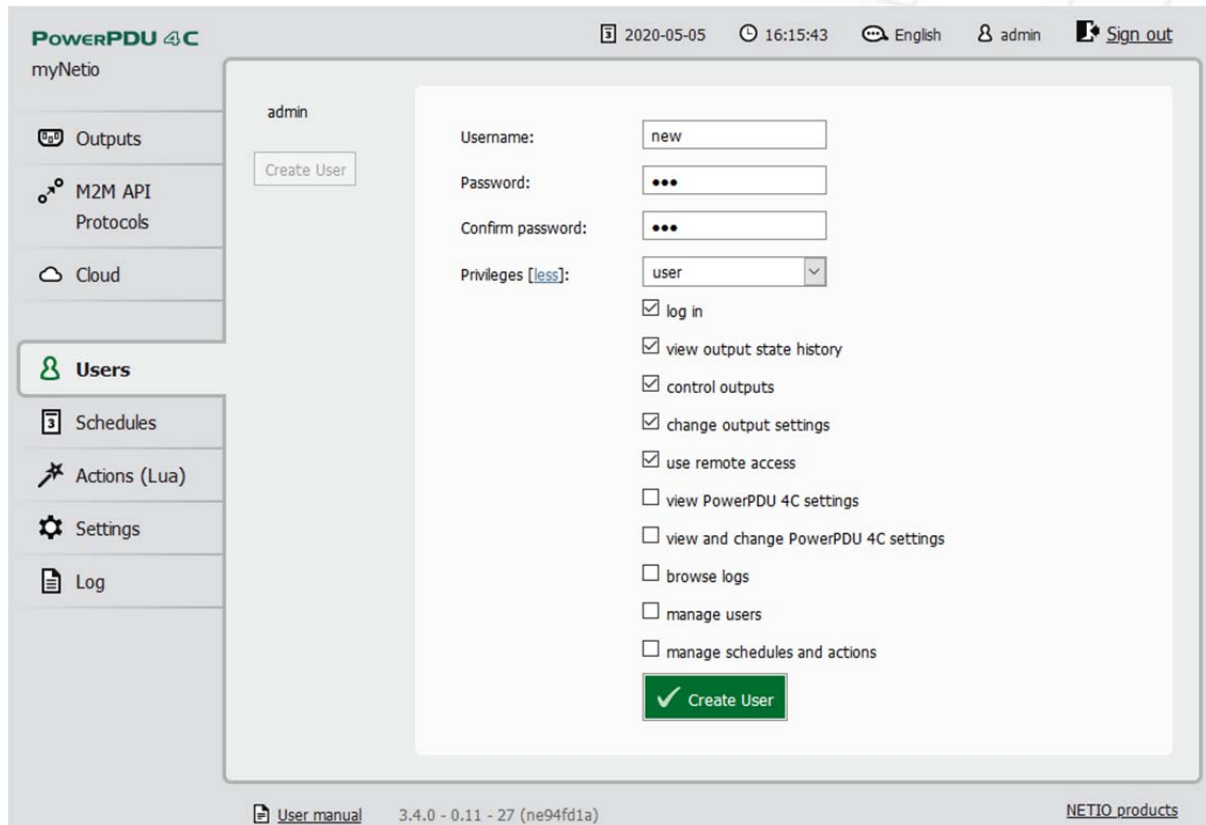 PowerPDU 4C
myNetio
2020-05-05 16:15:43 English admin Sign out
Outputs
M2M API
Protocols
Cloud
Users
Schedules
Actions (Lua)
Settings
Log
admin
Create User
Username: new
Password: •••
Confirm password: •••
Privileges [less]: user
log in
view output state history
control outputs
change output settings
use remote access
view PowerPDU 4C settings
view and change PowerPDU 4C settings
browse logs
manage users
manage schedules and actions
Create User
User manual 3.4.0 - 0.11 - 27 (ne94fd1a)
NETIO products